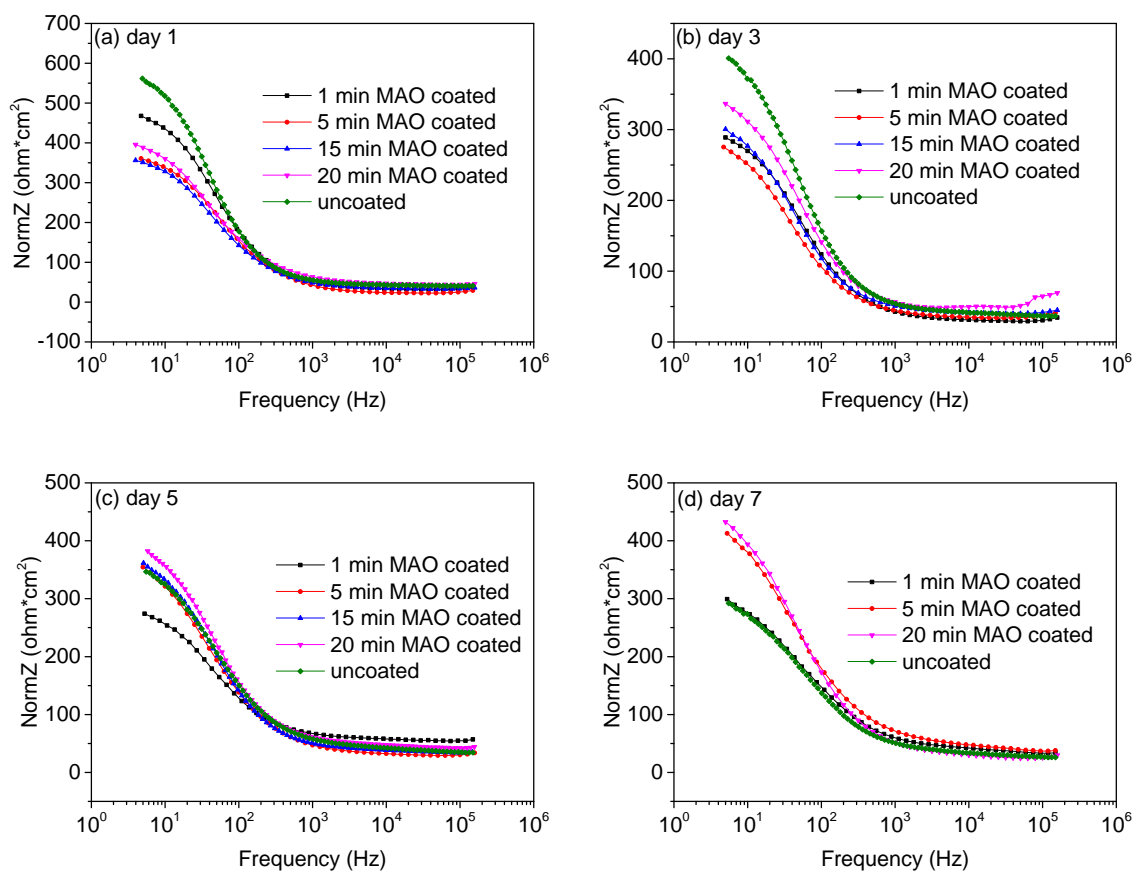 (a) day 1
NormZ (ohm*cm²)
700
600
500
400
300
200
100
0
-100
1 min MAO coated
5 min MAO coated
15 min MAO coated
20 min MAO coated
uncoated
10⁰ 10¹ 10² 10³ 10⁴ 10⁵ 10⁶
Frequency (Hz)
(b) day 3
NormZ (ohm*cm²)
400
300
200
100
0
1 min MAO coated
5 min MAO coated
15 min MAO coated
20 min MAO coated
uncoated
10⁰ 10¹ 10² 10³ 10⁴ 10⁵ 10⁶
Frequency (Hz)
(c) day 5
NormZ (ohm*cm²)
500
400
300
200
100
0
1 min MAO coated
5 min MAO coated
15 min MAO coated
20 min MAO coated
uncoated
10⁰ 10¹ 10² 10³ 10⁴ 10⁵ 10⁶
Frequency (Hz)
(d) day 7
NormZ (ohm*cm²)
500
400
300
200
100
0
1 min MAO coated
5 min MAO coated
20 min MAO coated
uncoated
10⁰ 10¹ 10² 10³ 10⁴ 10⁵ 10⁶
Frequency (Hz)